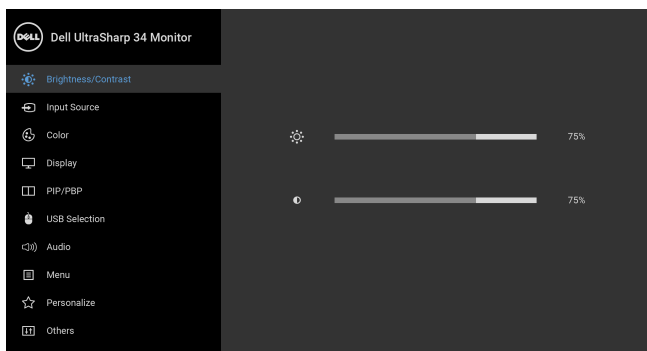 DELL
Dell UltraSharp 34 Monitor
Brightness/Contrast
Input Source
Color
75%
Display
PIP/PBP
75%
USB Selection
Audio
Menu
Personalize
Others